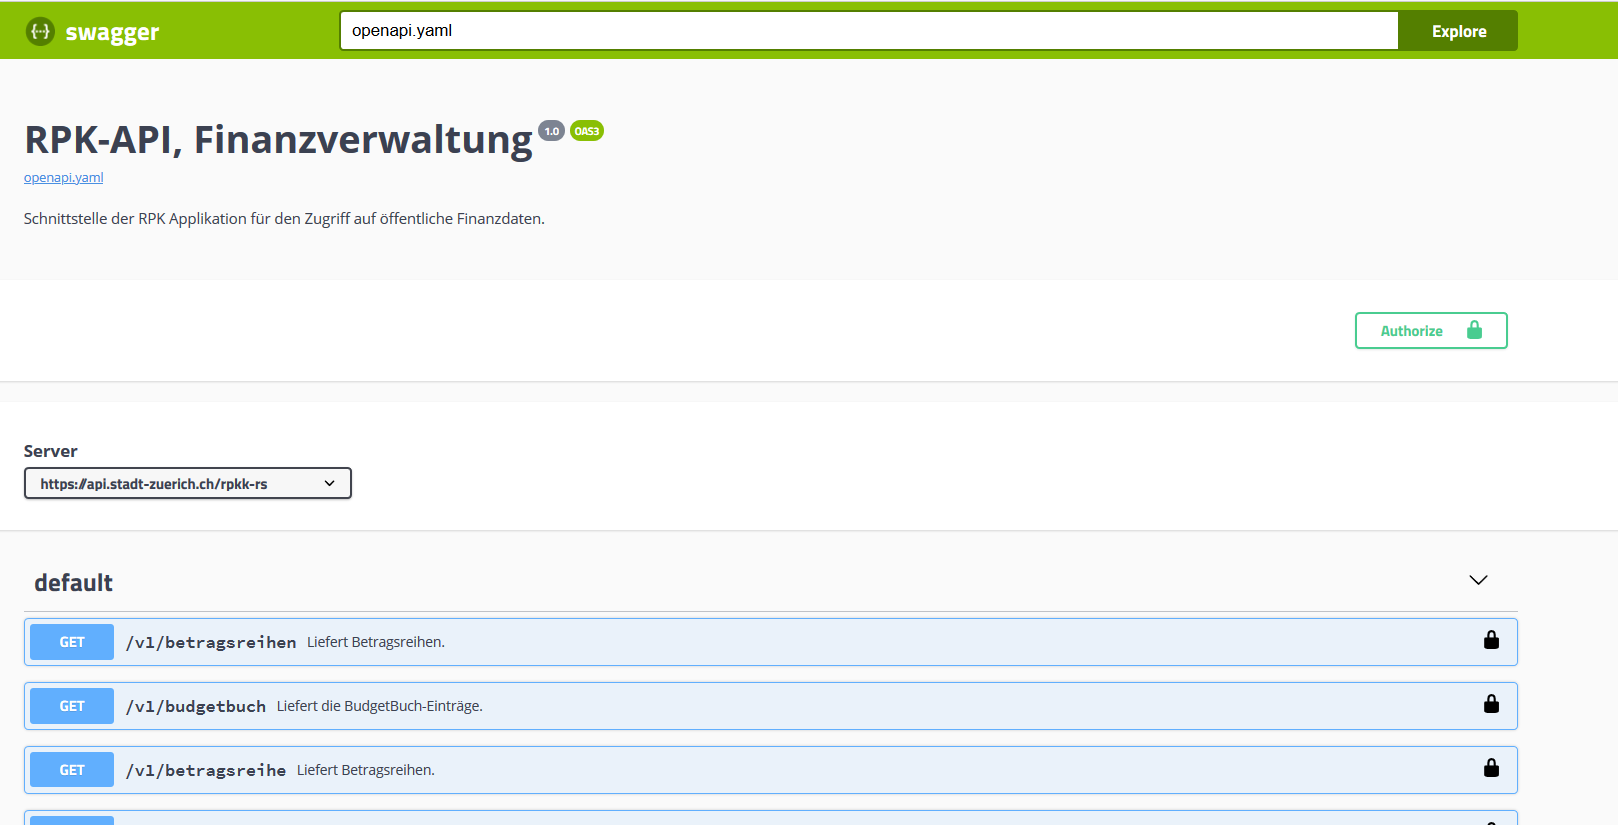 swagger
openapi.yaml
Explore
RPK-API, Finanzverwaltung 1.0 OAS3
openapi.yaml
Schnittstelle der RPK Applikation für den Zugriff auf öffentliche Finanzdaten.
Authorize
Server
https://api.stadt-zuerich.ch/rpkk-rs
default
GET /v1/betragsreihen Liefert Betragsreihen.
GET /v1/budgetbuch Liefert die BudgetBuch-Einträge.
GET /v1/betragsreihe Liefert Betragsreihen.